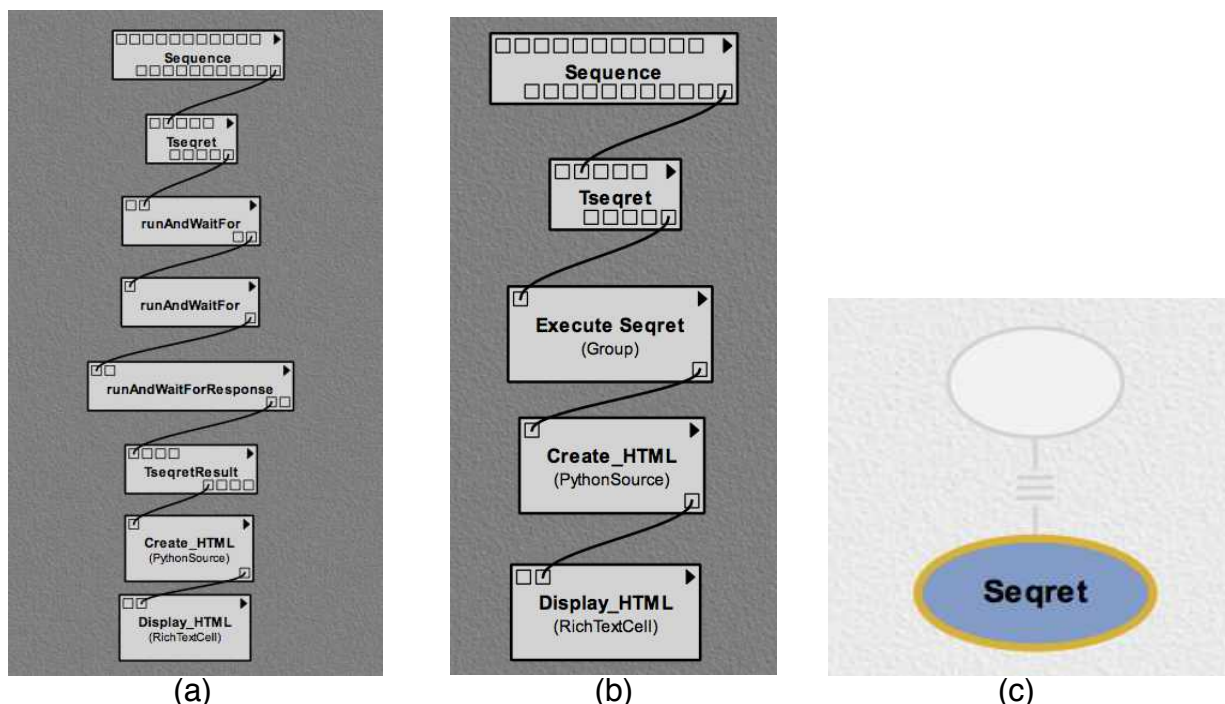 Sequence
Tseqret
runAndWaitFor
runAndWaitFor
runAndWaitForResponse
TseqretResult
Create_HTML
(PythonSource)
Display_HTML
(RichTextCell)
(a)
Sequence
Tseqret
Execute Seqret
(Group)
Create_HTML
(PythonSource)
Display_HTML
(RichTextCell)
(b)
Seqret
(c)